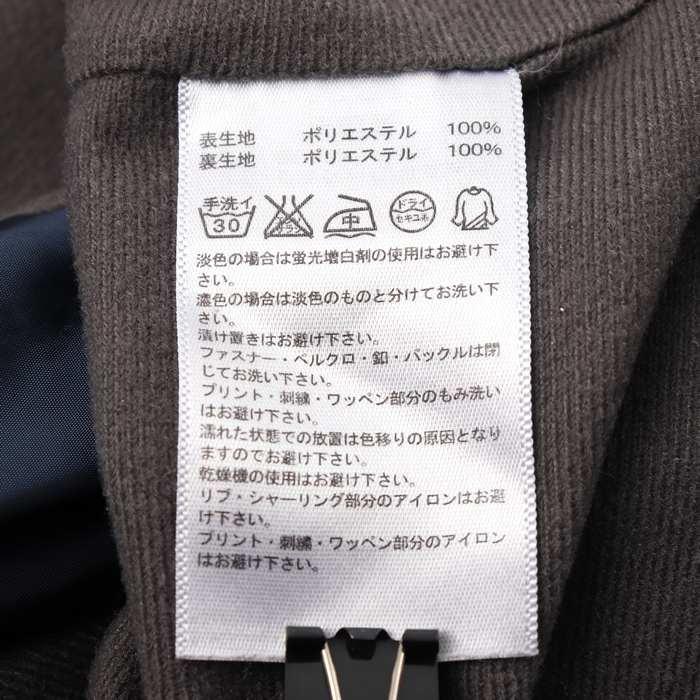 表生地 ポリエステル 100%
裏生地 ポリエステル 100%
手洗イ 30 エンソサラシ 中 ドライ セキユ系
淡色の場合は蛍光増白剤の使用はお避け下
さい。
濃色の場合は淡色のものと分けてお洗い下
さい。
漬け置きはお避け下さい。
ファスナー・ベルクロ・釦・バックルは閉
じてお洗い下さい。
プリント・刺繍・ワッペン部分のもみ洗い
はお避け下さい。
濡れた状態での放置は色移りの原因となり
ますのでお避け下さい。
乾燥機の使用はお避け下さい。
リブ・シャーリング部分のアイロンはお避
け下さい。
プリント・刺繍・ワッペン部分のアイロン
はお避け下さい。